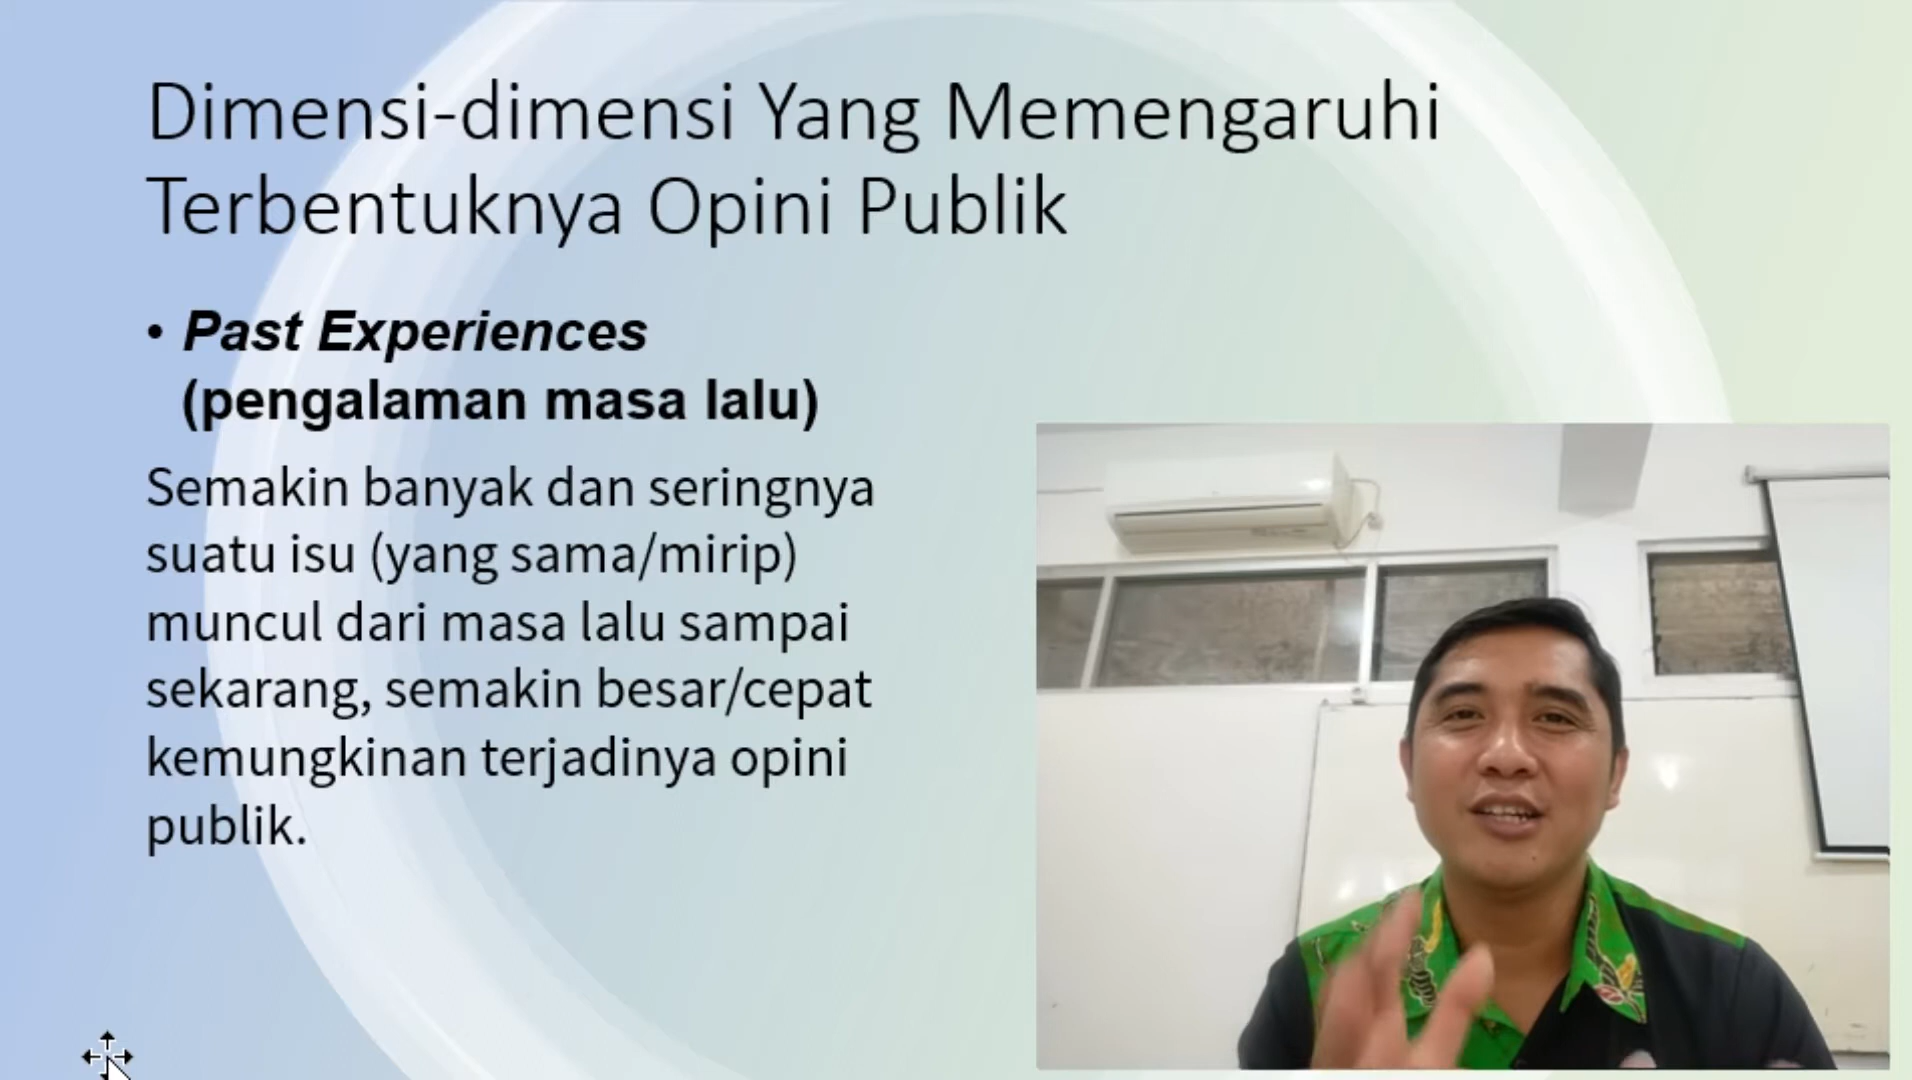 Dimensi-dimensi Yang Memengaruhi
Terbentuknya Opini Publik
• Past Experiences
(pengalaman masa lalu)
Semakin banyak dan seringnya
suatu isu (yang sama/mirip)
muncul dari masa lalu sampai
sekarang, semakin besar/cepat
kemungkinan terjadinya opini
publik.